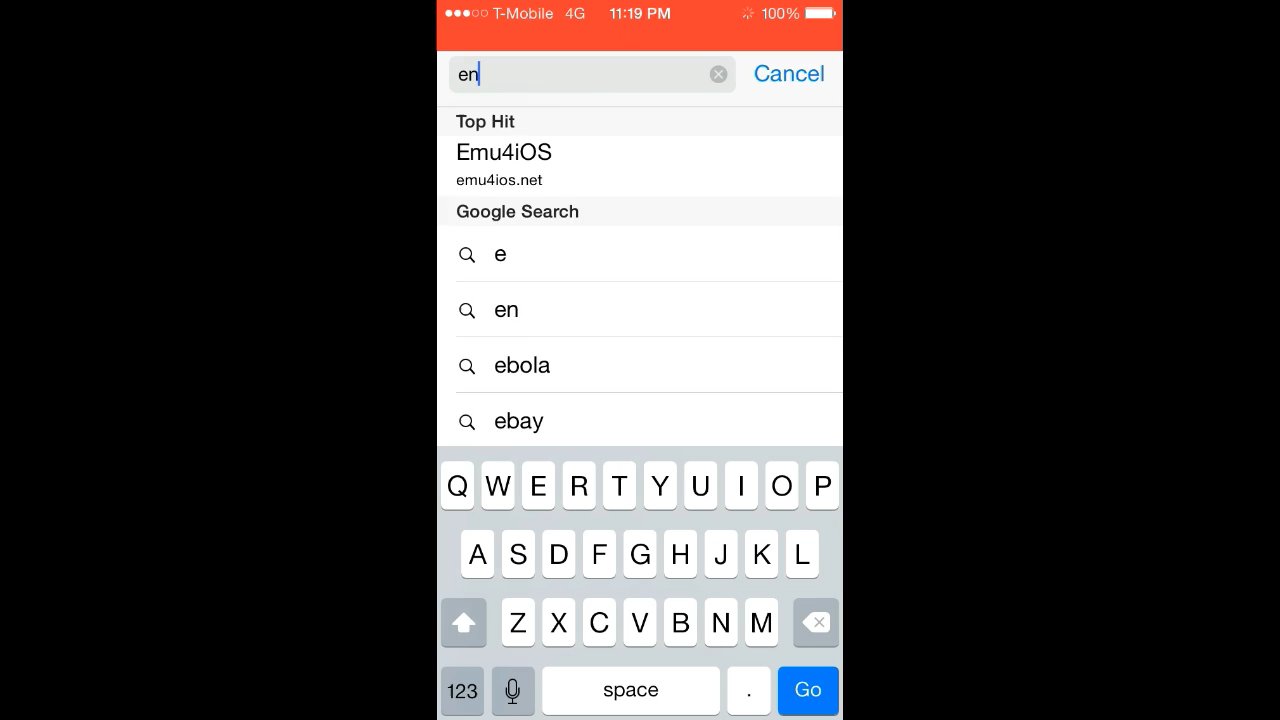 T-Mobile 4G 11:19 PM 100%
en Cancel
Top Hit
Emu4iOS
emu4ios.net
Google Search
e
en
ebola
ebay
Q W E R T Y U I O P
A S D F G H J K L
Z X C V B N M
123 space . Go